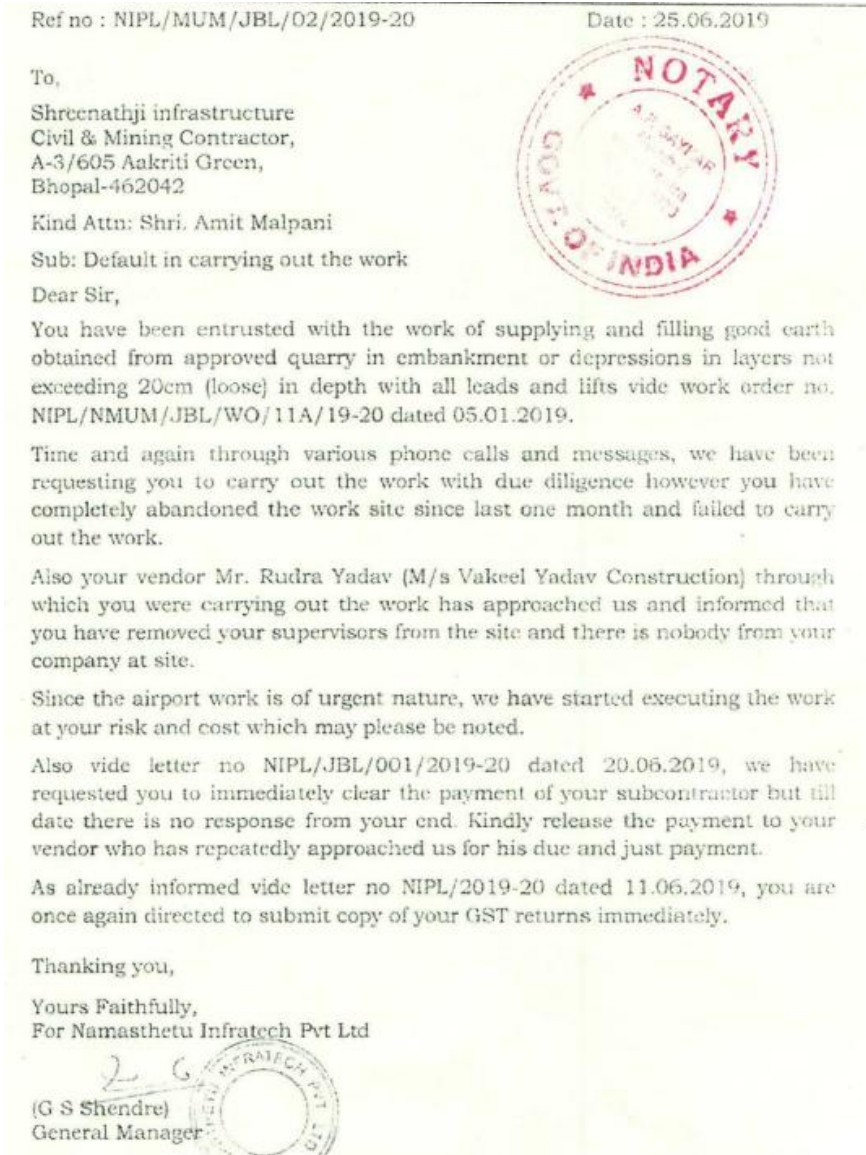 Ref no : NIPL/MUM/JBL/02/2019-20 Date : 25.06.2019
To,
Shreenathji infrastructure
Civil & Mining Contractor,
A-3/605 Aakriti Green,
Bhopal-462042
NOTARY
GOVT. OF INDIA
Kind Attn: Shri. Amit Malpani
Sub: Default in carrying out the work
Dear Sir,
You have been entrusted with the work of supplying and filling good earth
obtained from approved quarry in embankment or depressions in layers not
exceeding 20cm (loose) in depth with all leads and lifts vide work order no.
NIPL/NMUM/JBL/WO/11A/19-20 dated 05.01.2019.
Time and again through various phone calls and messages, we have been
requesting you to carry out the work with due diligence however you have
completely abandoned the work site since last one month and failed to carry
out the work.
Also your vendor Mr. Rudra Yadav (M/s Vakeel Yadav Construction) through
which you were carrying out the work has approached us and informed that
you have removed your supervisors from the site and there is nobody from your
company at site.
Since the airport work is of urgent nature, we have started executing the work
at your risk and cost which may please be noted.
Also vide letter no NIPL/JBL/001/2019-20 dated 20.06.2019, we have
requested you to immediately clear the payment of your subcontractor but till
date there is no response from your end. Kindly release the payment to your
vendor who has repeatedly approached us for his due and just payment.
As already informed vide letter no NIPL/2019-20 dated 11.06.2019, you are
once again directed to submit copy of your GST returns immediately.
Thanking you,
Yours Faithfully,
For Namasthetu Infratech Pvt Ltd
INFRATECH PVT LTD
(G S Shendre)
General Manager